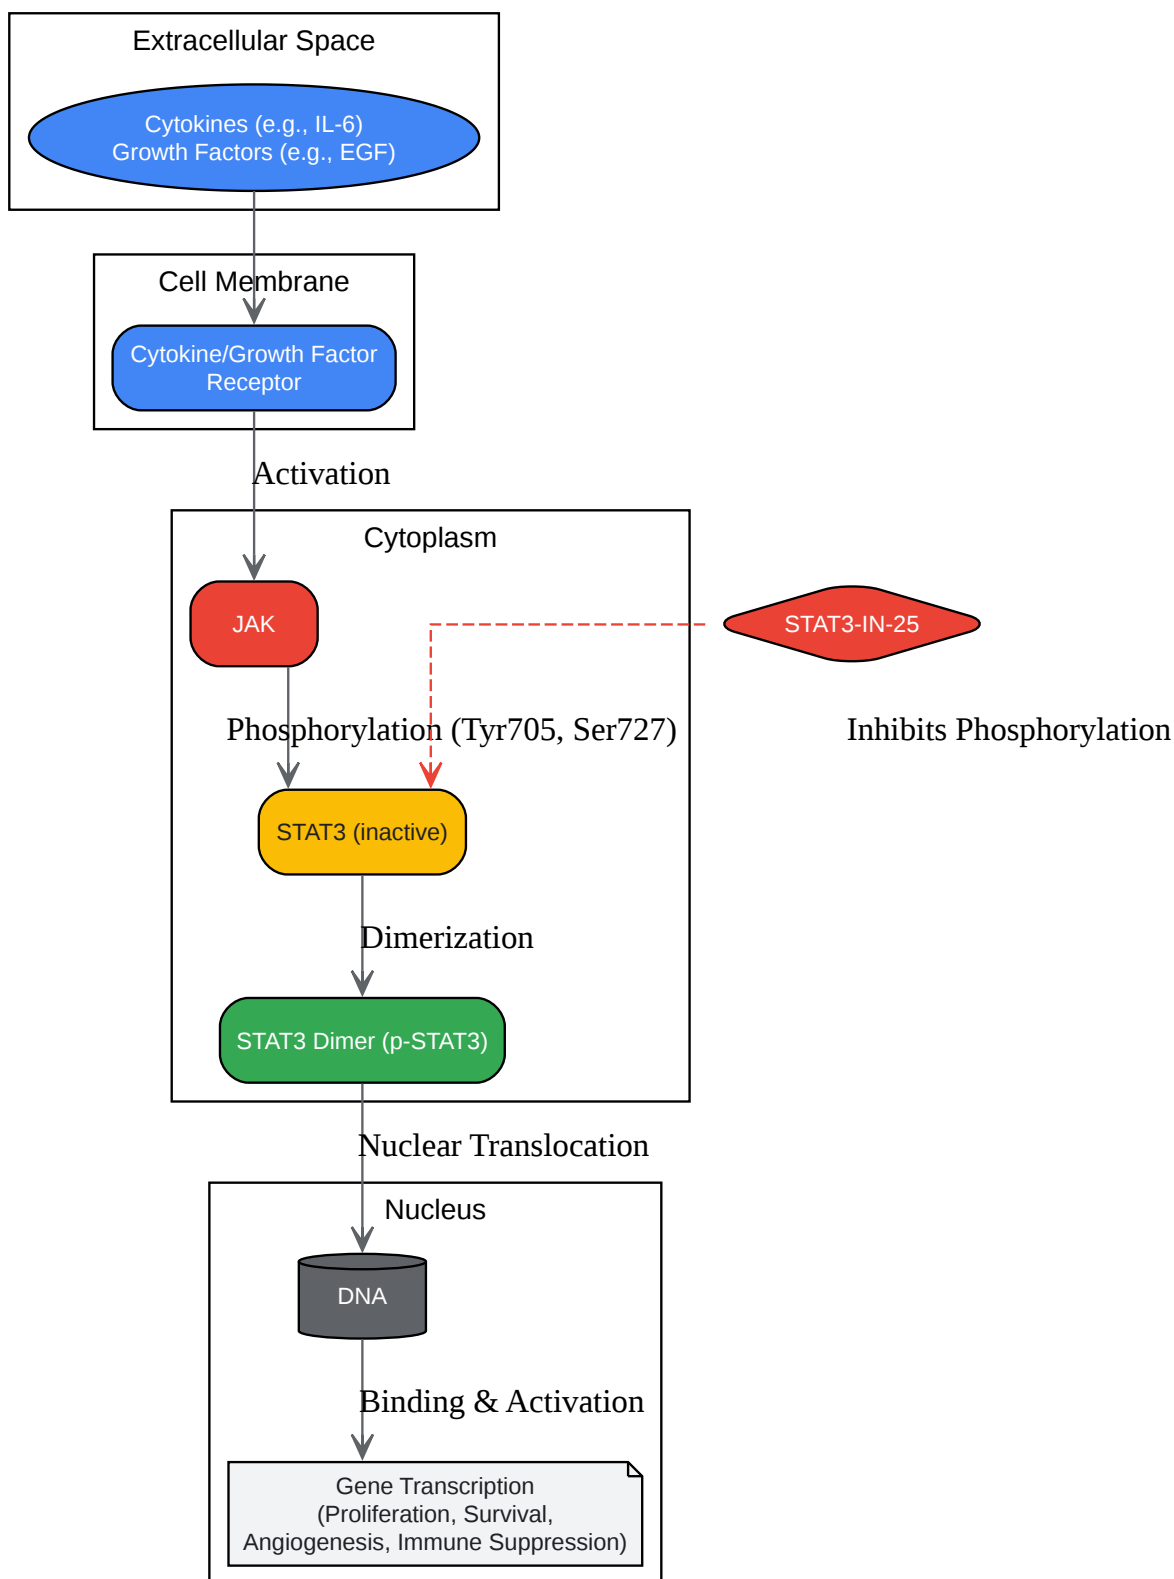 Extracellular Space
Cytokines (e.g., IL-6)
Growth Factors (e.g., EGF)
Cell Membrane
Cytokine/Growth Factor
Receptor
Activation
Cytoplasm
JAK
STAT3-IN-25
Phosphorylation (Tyr705, Ser727)
Inhibits Phosphorylation
STAT3 (inactive)
Dimerization
STAT3 Dimer (p-STAT3)
Nuclear Translocation
Nucleus
DNA
Binding & Activation
Gene Transcription
(Proliferation, Survival,
Angiogenesis, Immune Suppression)